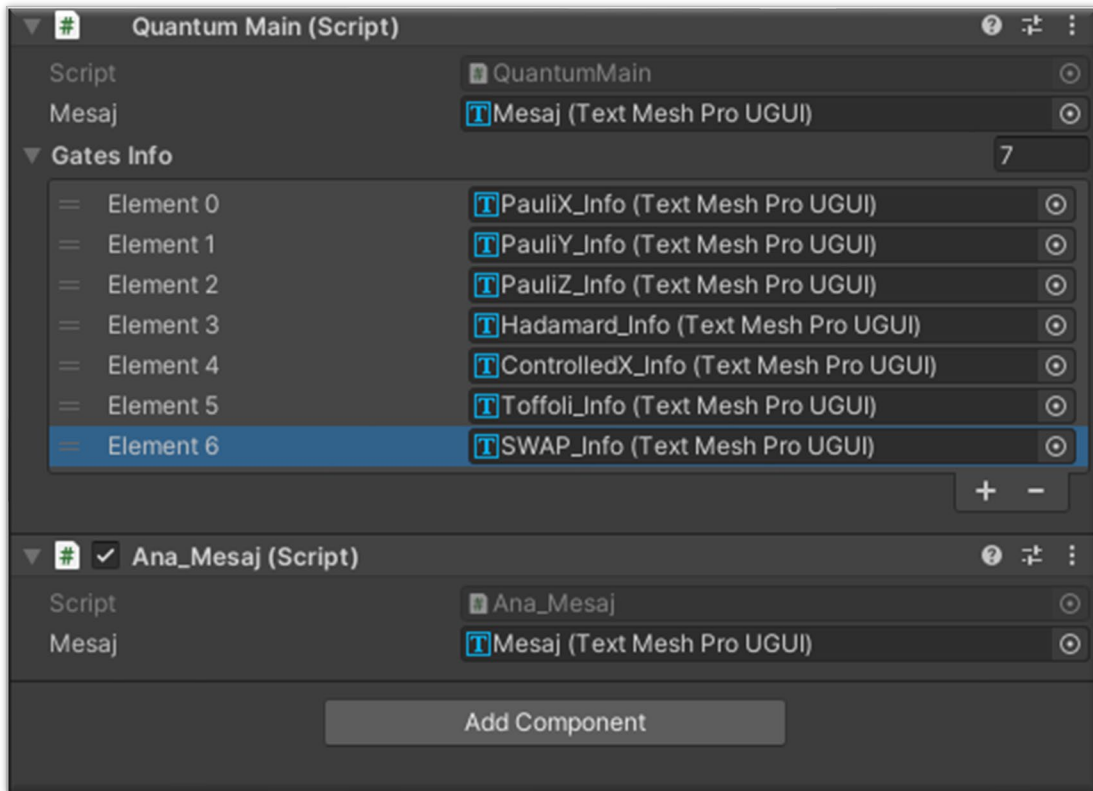 Quantum Main (Script)
Script QuantumMain
Mesaj Mesaj (Text Mesh Pro UGUI)
Gates Info 7
Element 0 PauliX_Info (Text Mesh Pro UGUI)
Element 1 PauliY_Info (Text Mesh Pro UGUI)
Element 2 PauliZ_Info (Text Mesh Pro UGUI)
Element 3 Hadamard_Info (Text Mesh Pro UGUI)
Element 4 ControlledX_Info (Text Mesh Pro UGUI)
Element 5 Toffoli_Info (Text Mesh Pro UGUI)
Element 6 SWAP_Info (Text Mesh Pro UGUI)
Ana_Mesaj (Script)
Script Ana_Mesaj
Mesaj Mesaj (Text Mesh Pro UGUI)
Add Component